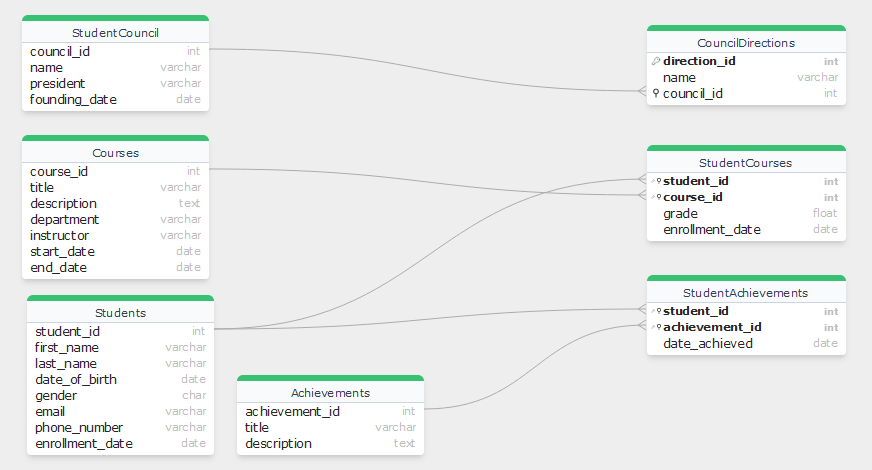 StudentCouncil
council_id int
name varchar
president varchar
founding_date date
CouncilDirections
direction_id int
name varchar
council_id int
Courses
course_id int
title varchar
description text
department varchar
instructor varchar
start_date date
end_date date
StudentCourses
student_id int
course_id int
grade float
enrollment_date date
Students
student_id int
first_name varchar
last_name varchar
date_of_birth date
gender char
email varchar
phone_number varchar
enrollment_date date
Achievements
achievement_id int
title varchar
description text
StudentAchievements
student_id int
achievement_id int
date_achieved date